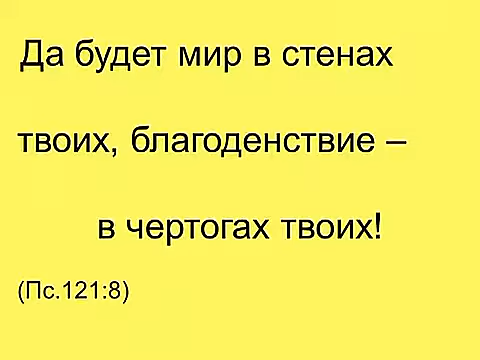 Да будет мир в стенах
твоих, благоденствие –
в чертогах твоих!
(Пс.121:8)